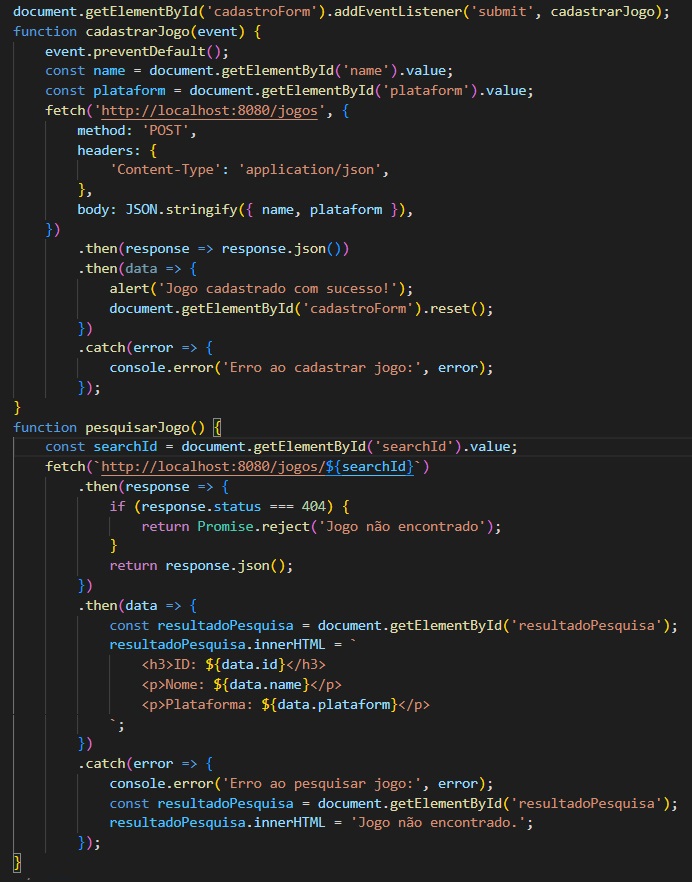 document.getElementById('cadastroForm').addEventListener('submit', cadastrarJogo);
function cadastrarJogo(event) {
    event.preventDefault();
    const name = document.getElementById('name').value;
    const plataform = document.getElementById('plataform').value;
    fetch('http://localhost:8080/jogos', {
        method: 'POST',
        headers: {
            'Content-Type': 'application/json',
        },
        body: JSON.stringify({ name, plataform }),
    })
        .then(response => response.json())
        .then(data => {
            alert('Jogo cadastrado com sucesso!');
            document.getElementById('cadastroForm').reset();
        })
        .catch(error => {
            console.error('Erro ao cadastrar jogo:', error);
        });
}
function pesquisarJogo() {
    const searchId = document.getElementById('searchId').value;
    fetch(`http://localhost:8080/jogos/${searchId}`)
        .then(response => {
            if (response.status === 404) {
                return Promise.reject('Jogo não encontrado');
            }
            return response.json();
        })
        .then(data => {
            const resultadoPesquisa = document.getElementById('resultadoPesquisa');
            resultadoPesquisa.innerHTML = `
                <h3>ID: ${data.id}</h3>
                <p>Nome: ${data.name}</p>
                <p>Plataforma: ${data.plataform}</p>
            `;
        })
        .catch(error => {
            console.error('Erro ao pesquisar jogo:', error);
            const resultadoPesquisa = document.getElementById('resultadoPesquisa');
            resultadoPesquisa.innerHTML = 'Jogo não encontrado.';
        });
}